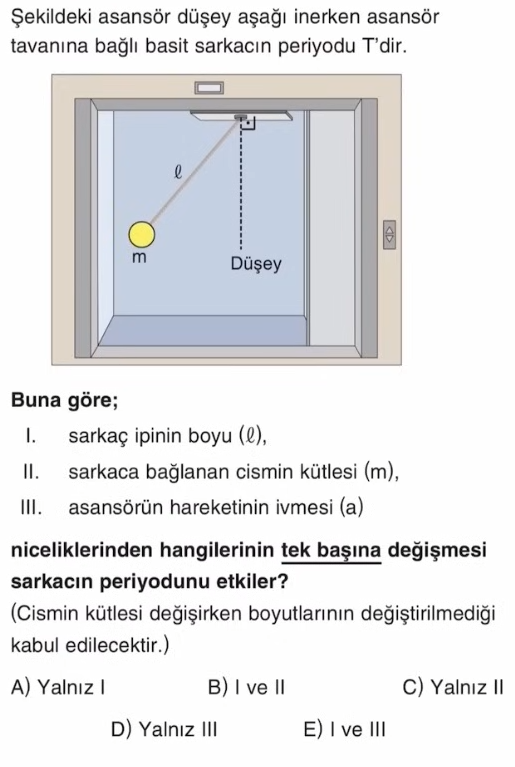 Şekildeki asansör düşey aşağı inerken asansör
tavanına bağlı basit sarkacın periyodu T'dir.
ℓ
m
Düşey
Buna göre;
I. sarkaç ipinin boyu (ℓ),
II. sarkaca bağlanan cismin kütlesi (m),
III. asansörün hareketinin ivmesi (a)
niceliklerinden hangilerinin tek başına değişmesi
sarkacın periyodunu etkiler?
(Cismin kütlesi değişirken boyutlarının değiştirilmediği
kabul edilecektir.)
A) Yalnız I B) I ve II C) Yalnız II
D) Yalnız III E) I ve III